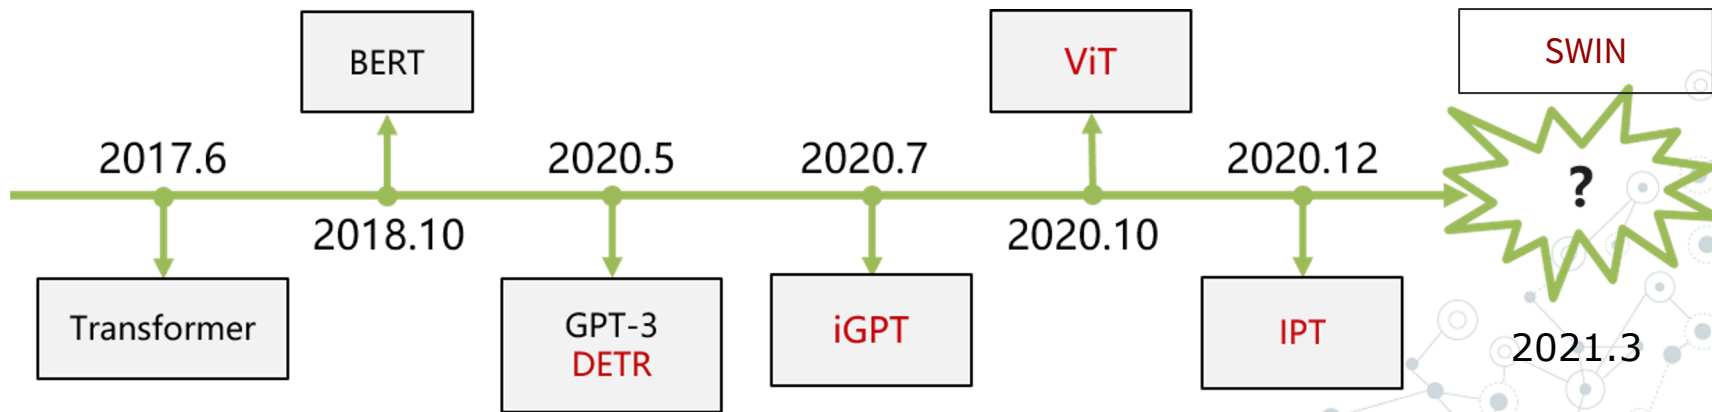 BERT
ViT
SWIN
2017.6
2020.5
2020.7
2020.12
?
2018.10
2020.10
Transformer
GPT-3
DETR
iGPT
IPT
2021.3